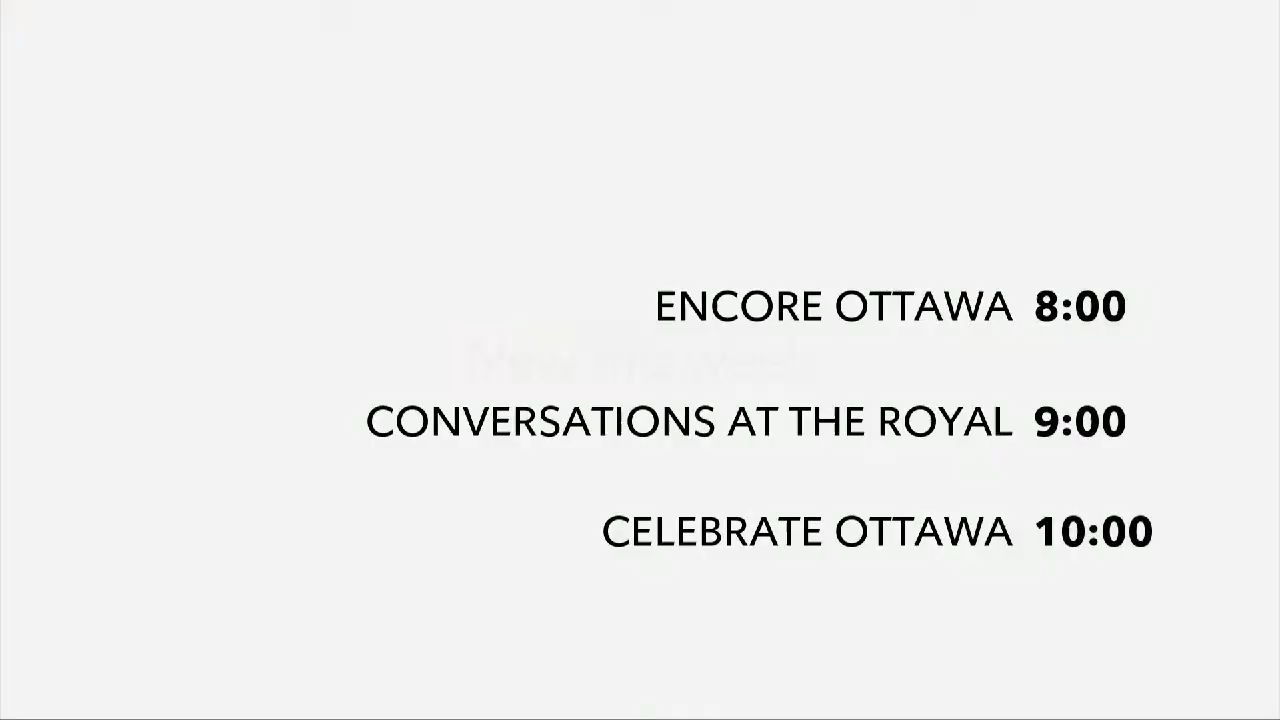 ENCORE OTTAWA 8:00
CONVERSATIONS AT THE ROYAL 9:00
CELEBRATE OTTAWA 10:00